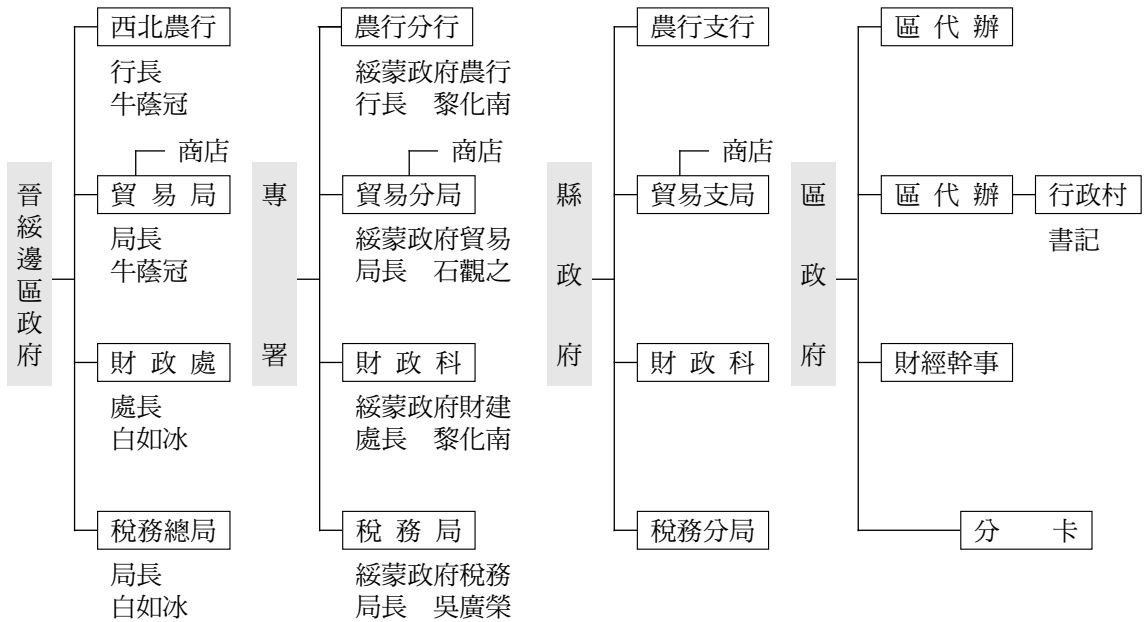 晉綏邊區政府
西北農行
行長
牛蔭冠
商店
貿易局
局長
牛蔭冠
財政處
處長
白如冰
稅務總局
局長
白如冰
專署
農行分行
綏蒙政府農行
行長 黎化南
商店
貿易分局
綏蒙政府貿易
局長 石觀之
財政科
綏蒙政府財建
處長 黎化南
稅務局
綏蒙政府稅務
局長 吳廣榮
縣政府
農行支行
商店
貿易支局
財政科
稅務分局
區政府
區代辦
區代辦
行政村
書記
財經幹事
分卡